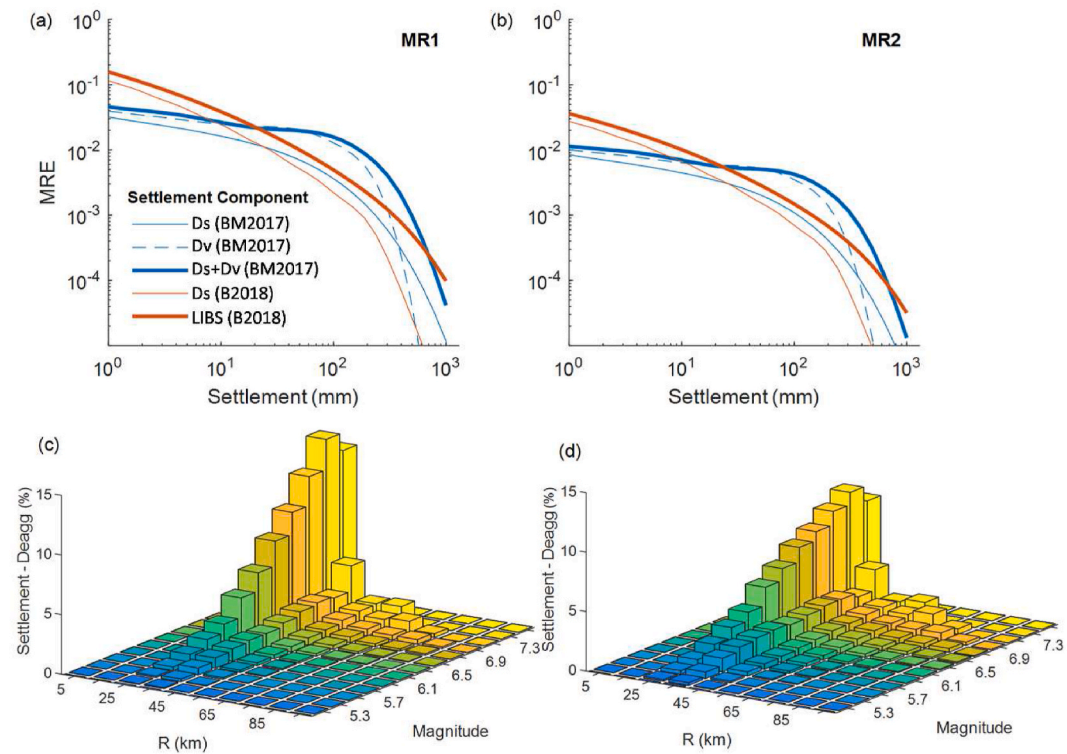 (a)
MR1
10⁰
10⁻¹
10⁻²
10⁻³
10⁻⁴
MRE
Settlement Component
Ds (BM2017)
Dv (BM2017)
Ds+Dv (BM2017)
Ds (B2018)
LIBS (B2018)
10⁰ 10¹ 10² 10³
Settlement (mm)
(b)
MR2
10⁰
10⁻¹
10⁻²
10⁻³
10⁻⁴
10⁰ 10¹ 10² 10³
Settlement (mm)
(c)
Settlement - Deagg (%)
15
10
5
0
5 25 45 65 85
R (km)
5.3 5.7 6.1 6.5 6.9 7.3
Magnitude
(d)
Settlement - Deagg (%)
15
10
5
0
5 25 45 65 85
R (km)
5.3 5.7 6.1 6.5 6.9 7.3
Magnitude